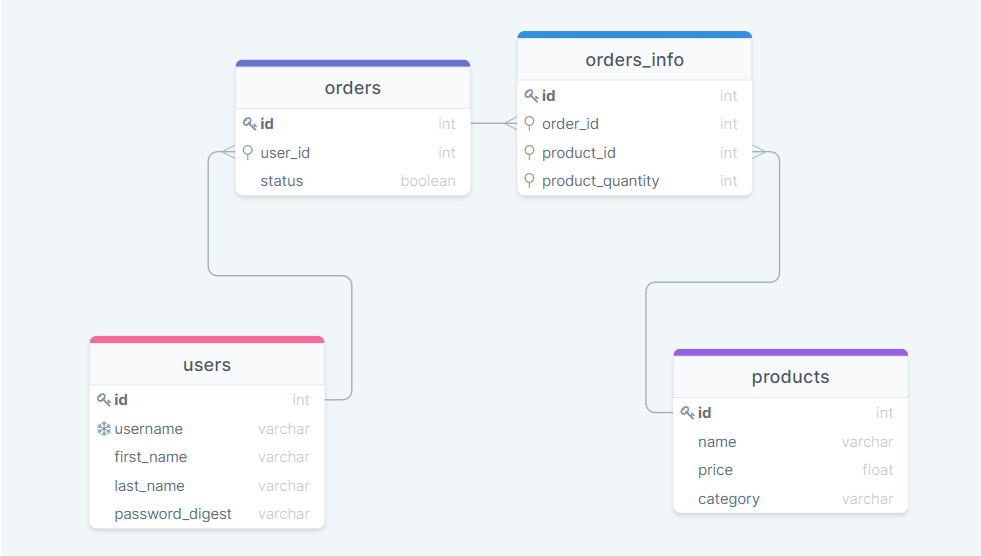 orders
id int
user_id int
status boolean
orders_info
id int
order_id int
product_id int
product_quantity int
users
id int
username varchar
first_name varchar
last_name varchar
password_digest varchar
products
id int
name varchar
price float
category varchar